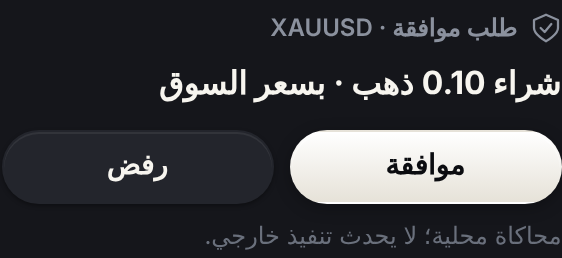 طلب موافقة · XAUUSD
شراء 0.10 ذهب · بسعر السوق
موافقة
رفض
محاكاة محلية؛ لا يحدث تنفيذ خارجي.